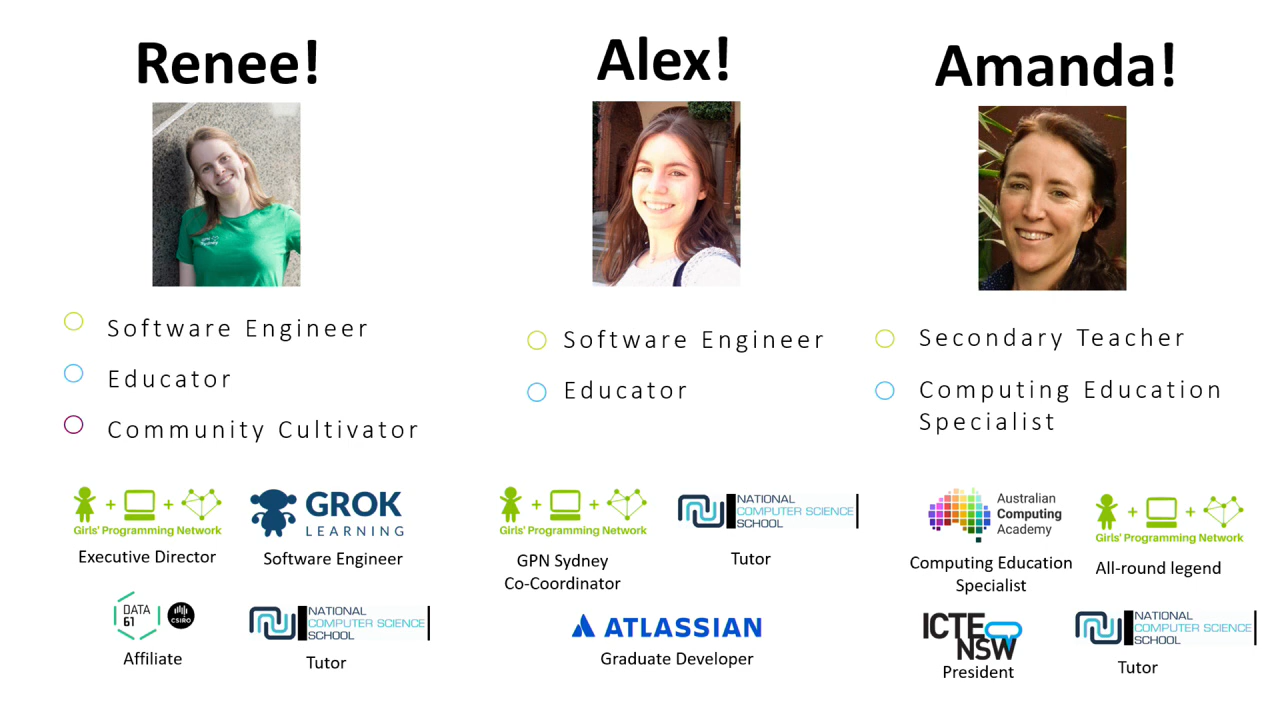 Renee!
Software Engineer
Educator
Community Cultivator
Girls' Programming Network
Executive Director
GROK
LEARNING
Software Engineer
DATA
61
CSIRO
Affiliate
NATIONAL
COMPUTER SCIENCE
SCHOOL
Tutor
Alex!
Software Engineer
Educator
Girls' Programming Network
GPN Sydney
Co-Coordinator
NATIONAL
COMPUTER SCIENCE
SCHOOL
Tutor
ATLASSIAN
Graduate Developer
Amanda!
Secondary Teacher
Computing Education
Specialist
Australian
Computing
Academy
Computing Education
Specialist
Girls' Programming Network
All-round legend
ICTE
NSW
President
NATIONAL
COMPUTER SCIENCE
SCHOOL
Tutor